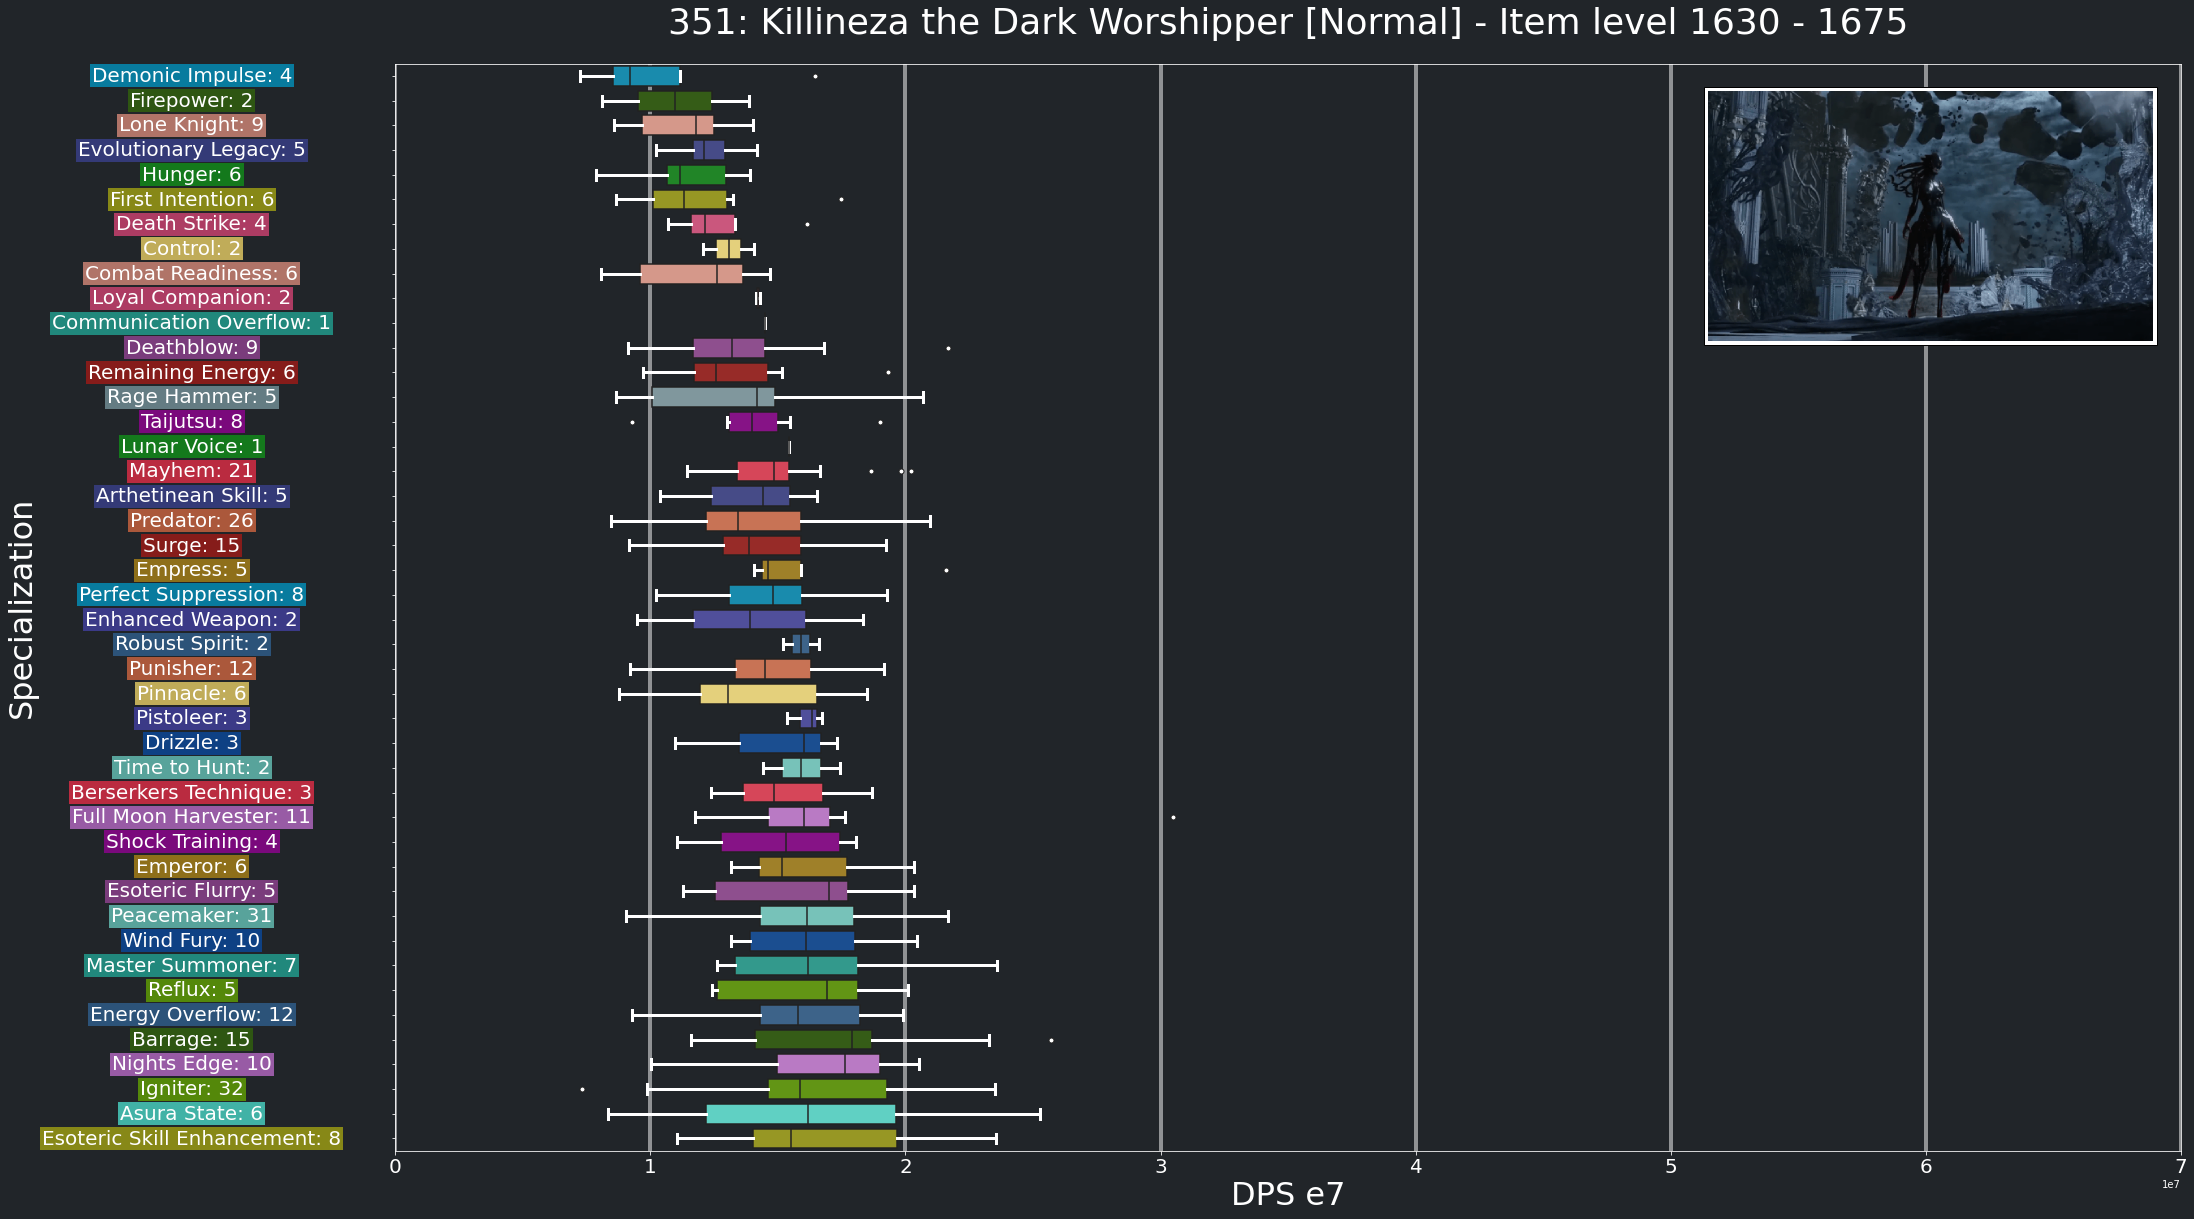 351: Killineza the Dark Worshipper [Normal] - Item level 1630 - 1675
Specialization
Demonic Impulse: 4
Firepower: 2
Lone Knight: 9
Evolutionary Legacy: 5
Hunger: 6
First Intention: 6
Death Strike: 4
Control: 2
Combat Readiness: 6
Loyal Companion: 2
Communication Overflow: 1
Deathblow: 9
Remaining Energy: 6
Rage Hammer: 5
Taijutsu: 8
Lunar Voice: 1
Mayhem: 21
Arthetinean Skill: 5
Predator: 26
Surge: 15
Empress: 5
Perfect Suppression: 8
Enhanced Weapon: 2
Robust Spirit: 2
Punisher: 12
Pinnacle: 6
Pistoleer: 3
Drizzle: 3
Time to Hunt: 2
Berserkers Technique: 3
Full Moon Harvester: 11
Shock Training: 4
Emperor: 6
Esoteric Flurry: 5
Peacemaker: 31
Wind Fury: 10
Master Summoner: 7
Reflux: 5
Energy Overflow: 12
Barrage: 15
Nights Edge: 10
Igniter: 32
Asura State: 6
Esoteric Skill Enhancement: 8
0 1 2 3 4 5 6 7
1e7
DPS e7